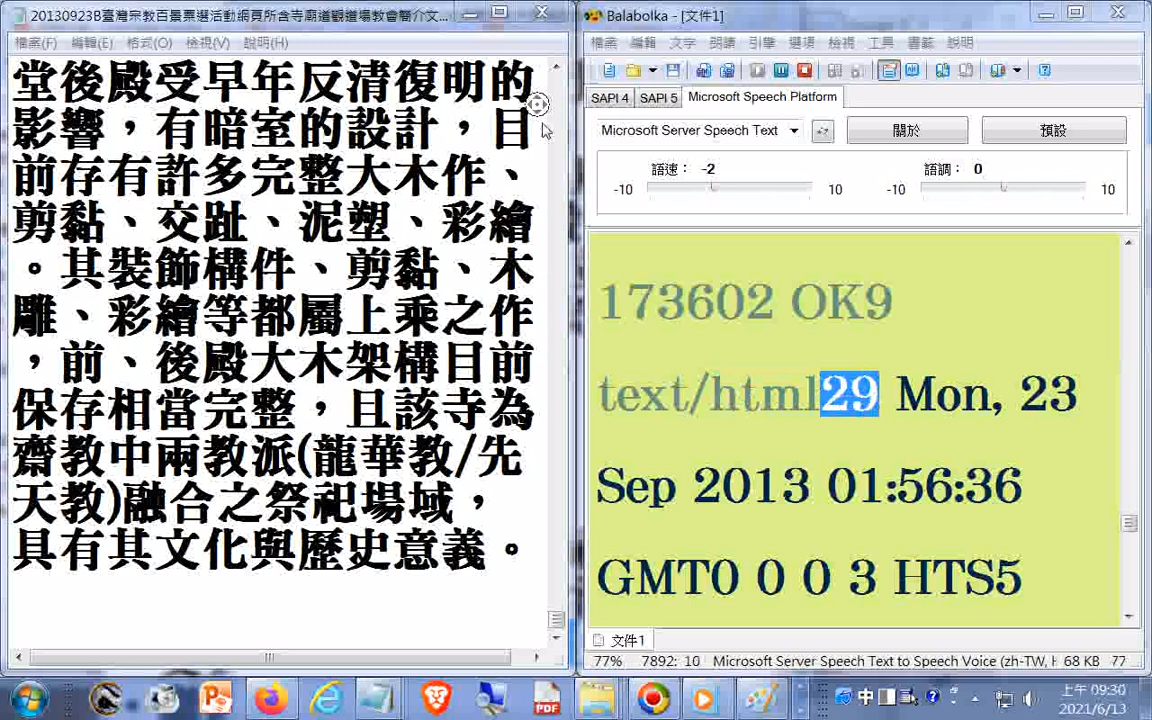 20130923B臺灣宗教百景票選活動網頁所含寺廟道觀道場教會簡介文...
檔案(F) 編輯(E) 格式(O) 檢視(V) 說明(H)
堂後殿受早年反清復明的
影響，有暗室的設計，目
前存有許多完整大木作、
剪黏、交趾、泥塑、彩繪
。其裝飾構件、剪黏、木
雕、彩繪等都屬上乘之作
，前、後殿大木架構目前
保存相當完整，且該寺為
齋教中兩教派(龍華教/先
天教)融合之祭祀場域，
具有其文化與歷史意義。
Balabolka - [文件1]
檔案 編輯 文字 朗讀 引擎 選項 檢視 工具 書籤 說明
SAPI 4 SAPI 5 Microsoft Speech Platform
Microsoft Server Speech Text 關於 預設
語速： -2 語調： 0
-10 10 -10 10
173602 OK9
text/html29 Mon, 23
Sep 2013 01:56:36
GMT0 0 0 3 HTS5
文件1
77% 7892: 10 Microsoft Server Speech Text to Speech Voice (zh-TW, H 68 KB 77
PDF 中 上午 09:30
2021/6/13